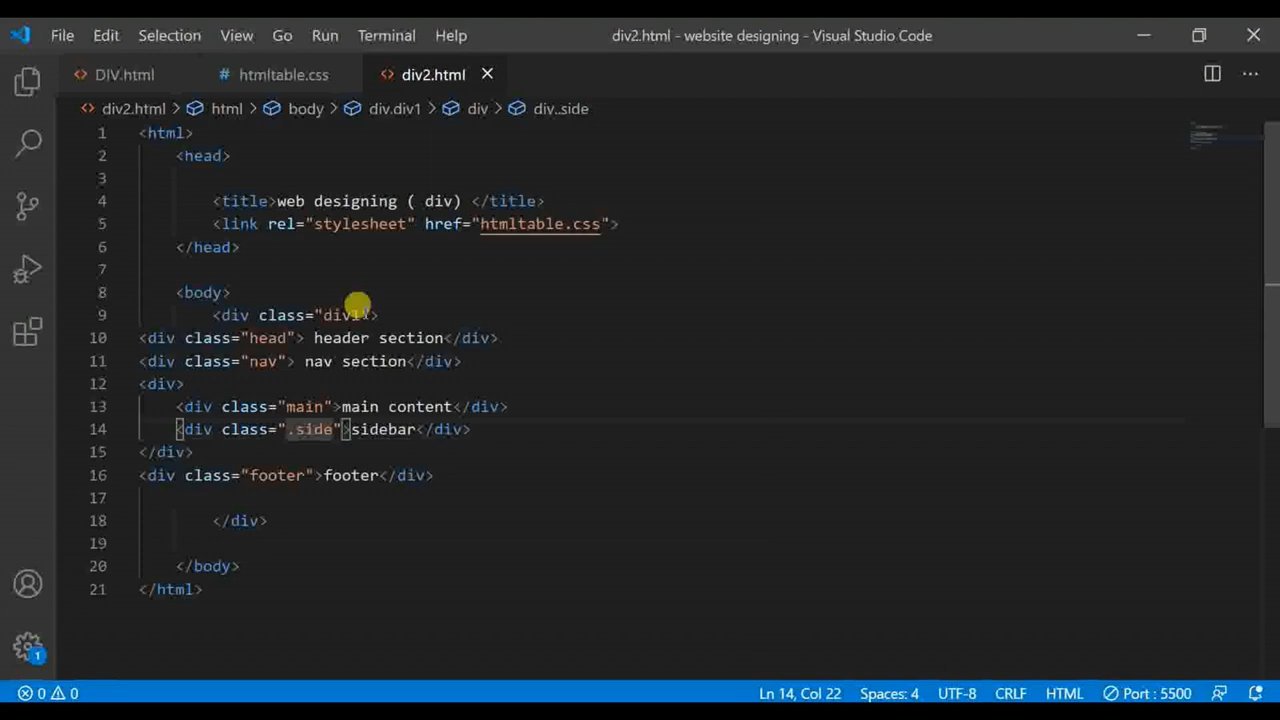 File Edit Selection View Go Run Terminal Help div2.html - website designing - Visual Studio Code
<> DIV.html # htmltable.css <> div2.html
<> div2.html > html > body > div.div1 > div > div..side
1 <html>
2 <head>
3
4 <title>web designing ( div) </title>
5 <link rel="stylesheet" href="htmltable.css">
6 </head>
7
8 <body>
9 <div class="div1">
10 <div class="head"> header section</div>
11 <div class="nav"> nav section</div>
12 <div>
13 <div class="main">main content</div>
14 <div class=".side">sidebar</div>
15 </div>
16 <div class="footer">footer</div>
17
18 </div>
19
20 </body>
21 </html>
1
0 0 Ln 14, Col 22 Spaces: 4 UTF-8 CRLF HTML Port : 5500